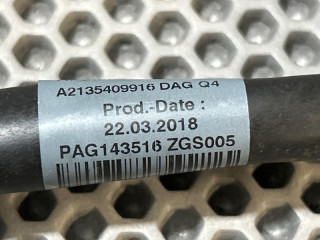 A2135409916 DAG Q4
Prod.-Date :
22.03.2018
PAG143516 ZGS005